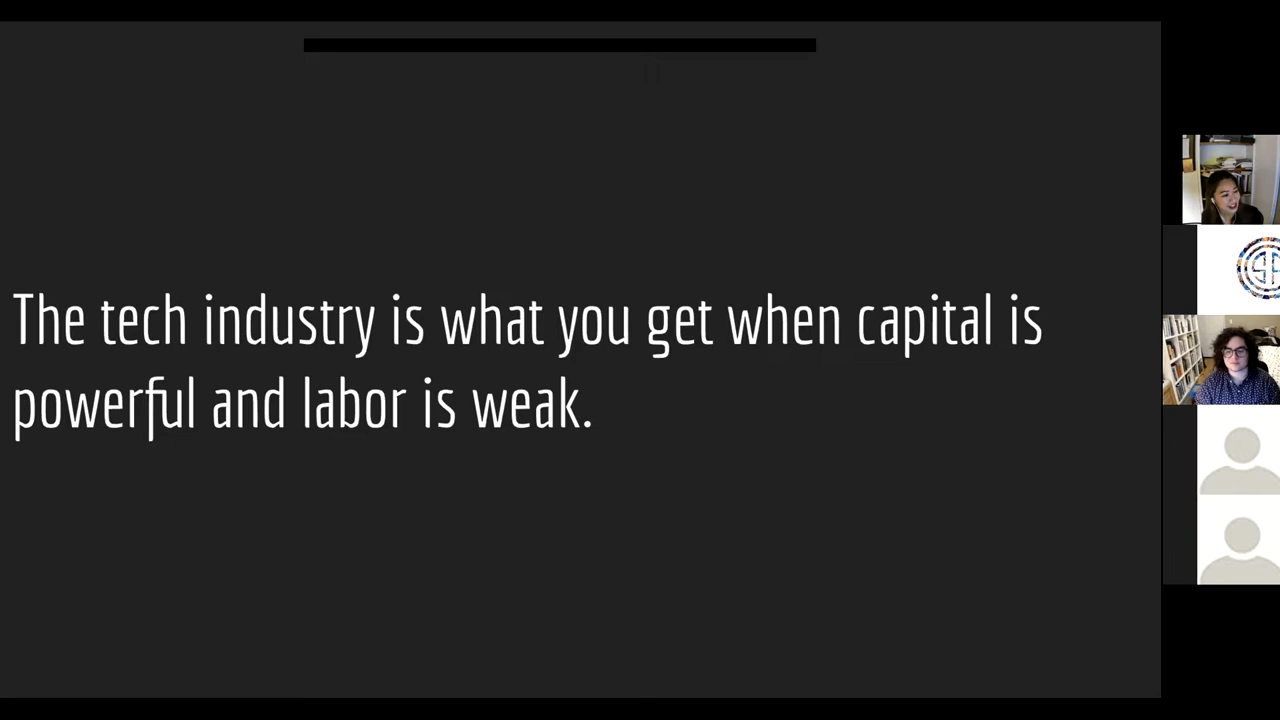 The tech industry is what you get when capital is
powerful and labor is weak.